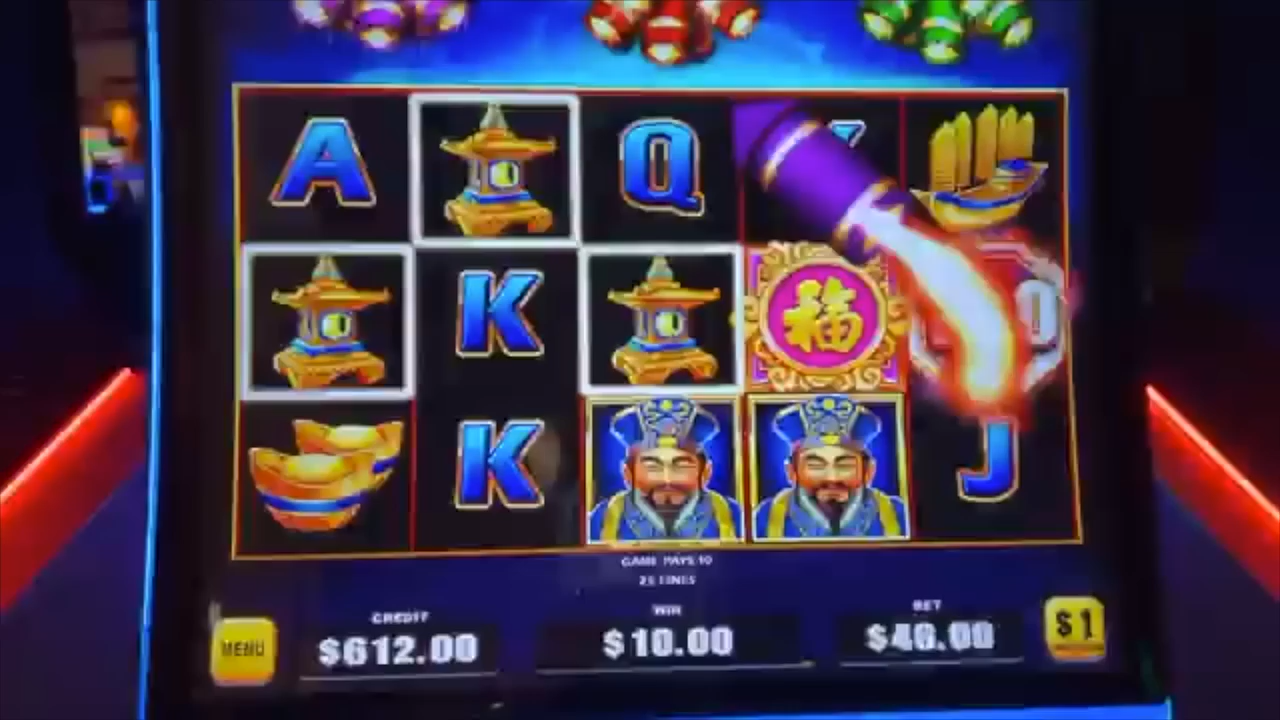 A Q
福
K
K J
GAME PAYS 10
25 LINES
CREDIT WIN BET
MENU $612.00 $10.00 $40.00 $1